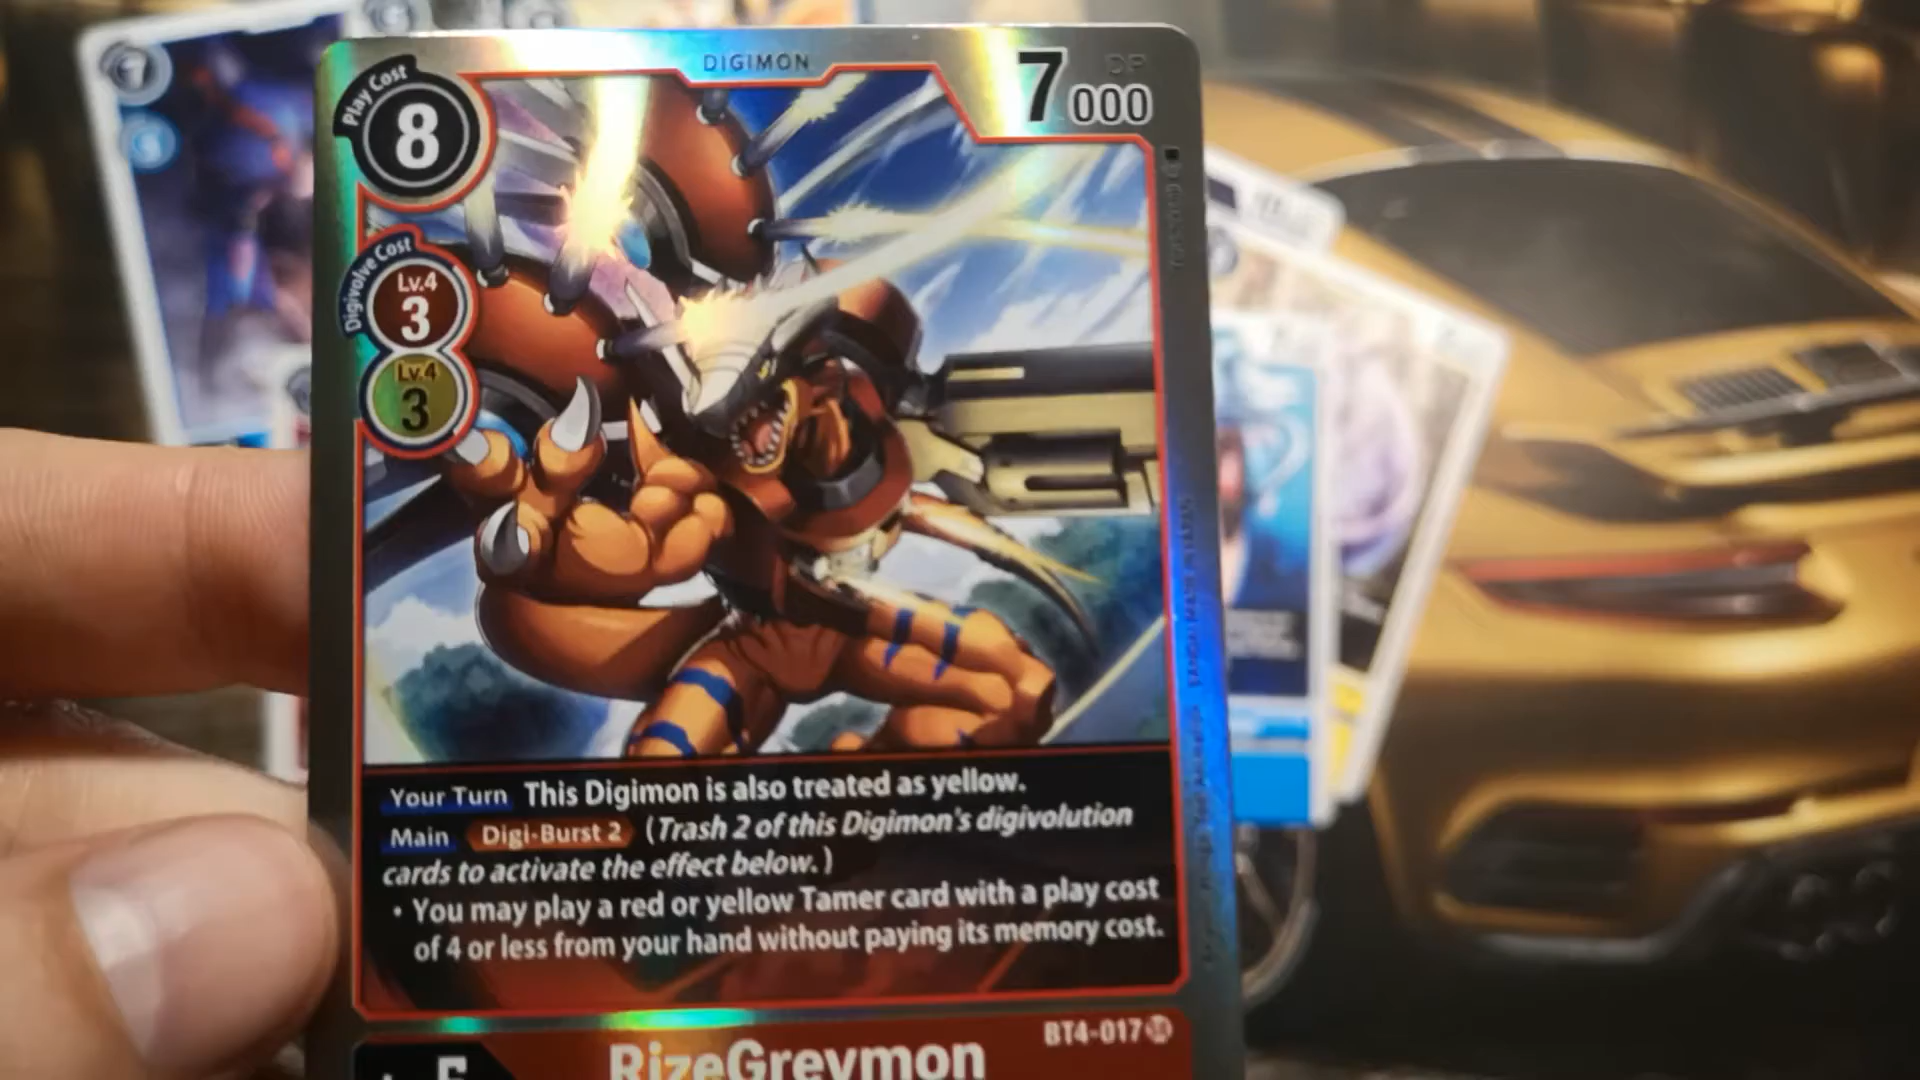 DIGIMON
Play Cost
8
7000
DP
Digivolve Cost
Lv.4
3
Lv.4
3
Your Turn This Digimon is also treated as yellow.
Main Digi-Burst 2 (Trash 2 of this Digimon's digivolution
cards to activate the effect below.)
• You may play a red or yellow Tamer card with a play cost
of 4 or less from your hand without paying its memory cost.
BT4-017 SR
RizeGreymon